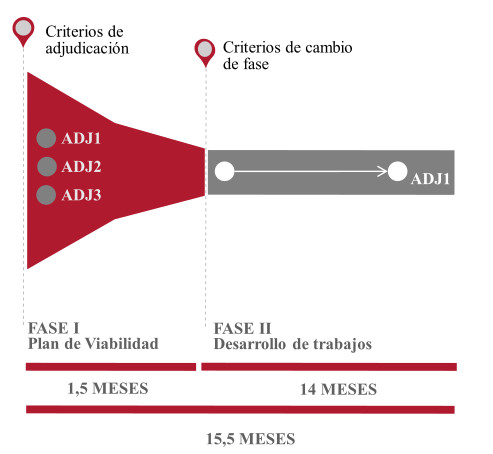 Criterios de
adjudicación
Criterios de cambio
de fase
ADJ1
ADJ2
ADJ3
ADJ1
FASE I
Plan de Viabilidad
FASE II
Desarrollo de trabajos
1,5 MESES
14 MESES
15,5 MESES